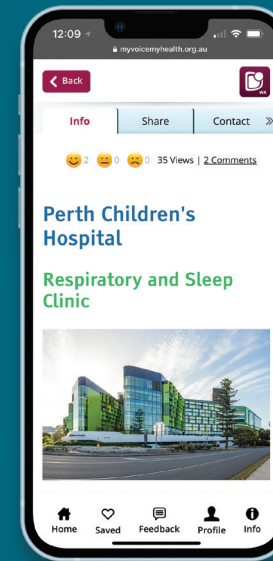 12:09
myvoicemyhealth.org.au
Back
WA
Info
Share
Contact
2
0
0
35 Views | 2 Comments
Perth Children's
Hospital
Respiratory and Sleep
Clinic
Home
Saved
Feedback
Profile
Info